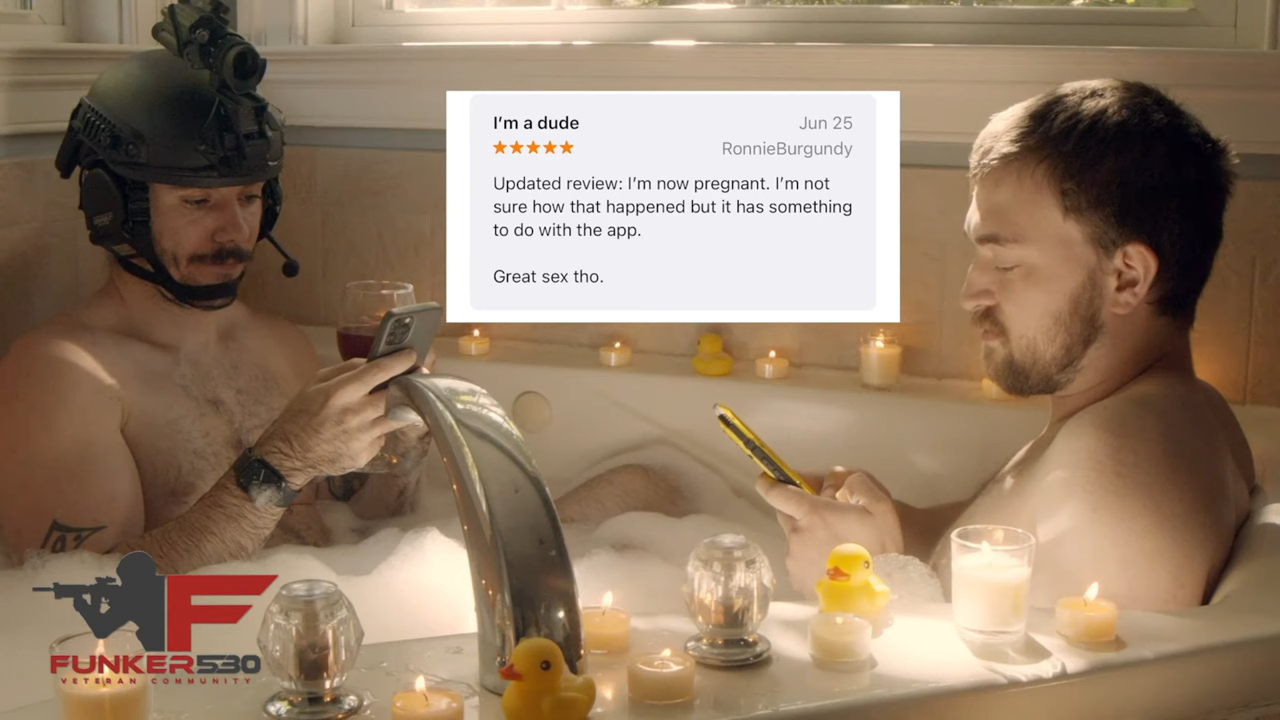 I'm a dude
Jun 25
★★★★★
RonnieBurgundy
Updated review: I'm now pregnant. I'm not
sure how that happened but it has something
to do with the app.
Great sex tho.
FUNKER530
VETERAN COMMUNITY